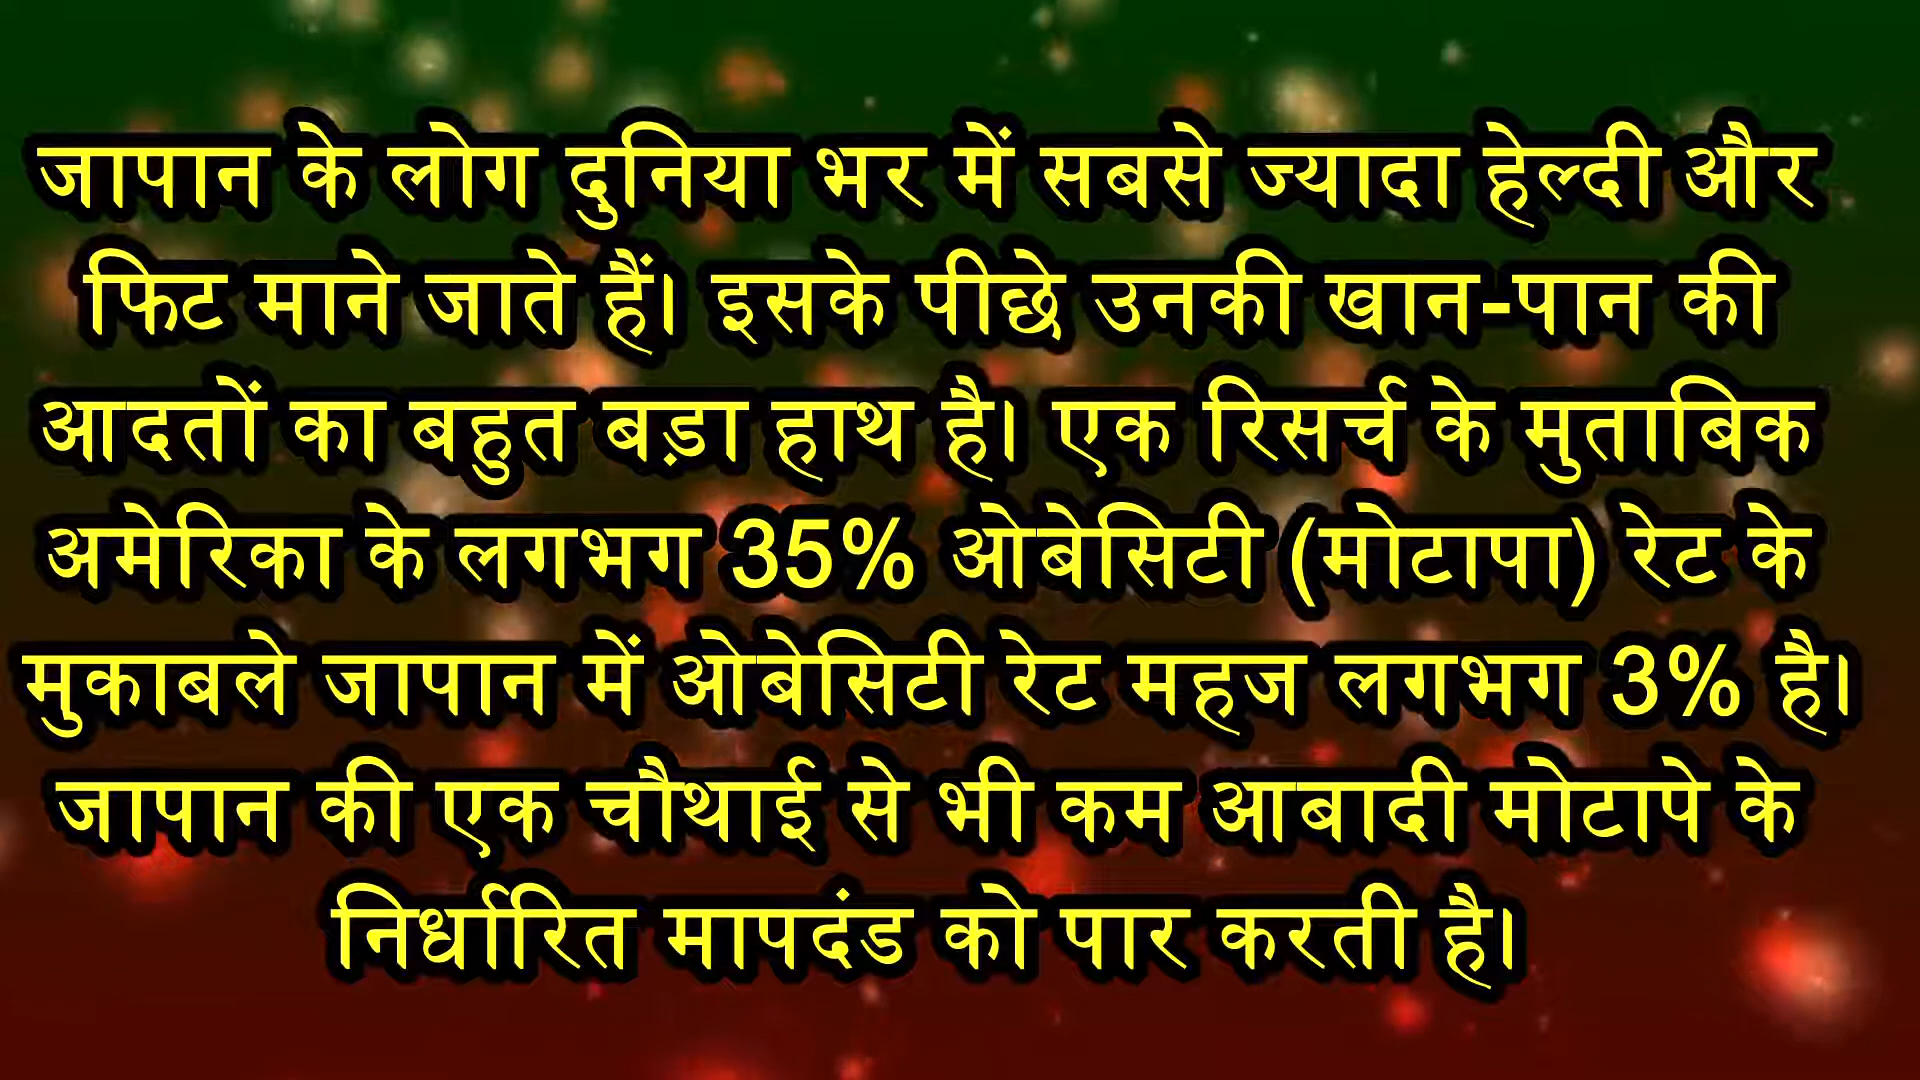 जापान के लोग दुनिया भर में सबसे ज्यादा हेल्दी और
फिट माने जाते हैं। इसके पीछे उनकी खान-पान की
आदतों का बहुत बड़ा हाथ है। एक रिसर्च के मुताबिक
अमेरिका के लगभग 35% ओबेसिटी (मोटापा) रेट के
मुकाबले जापान में ओबेसिटी रेट महज लगभग 3% है।
जापान की एक चौथाई से भी कम आबादी मोटापे के
निर्धारित मापदंड को पार करती है।